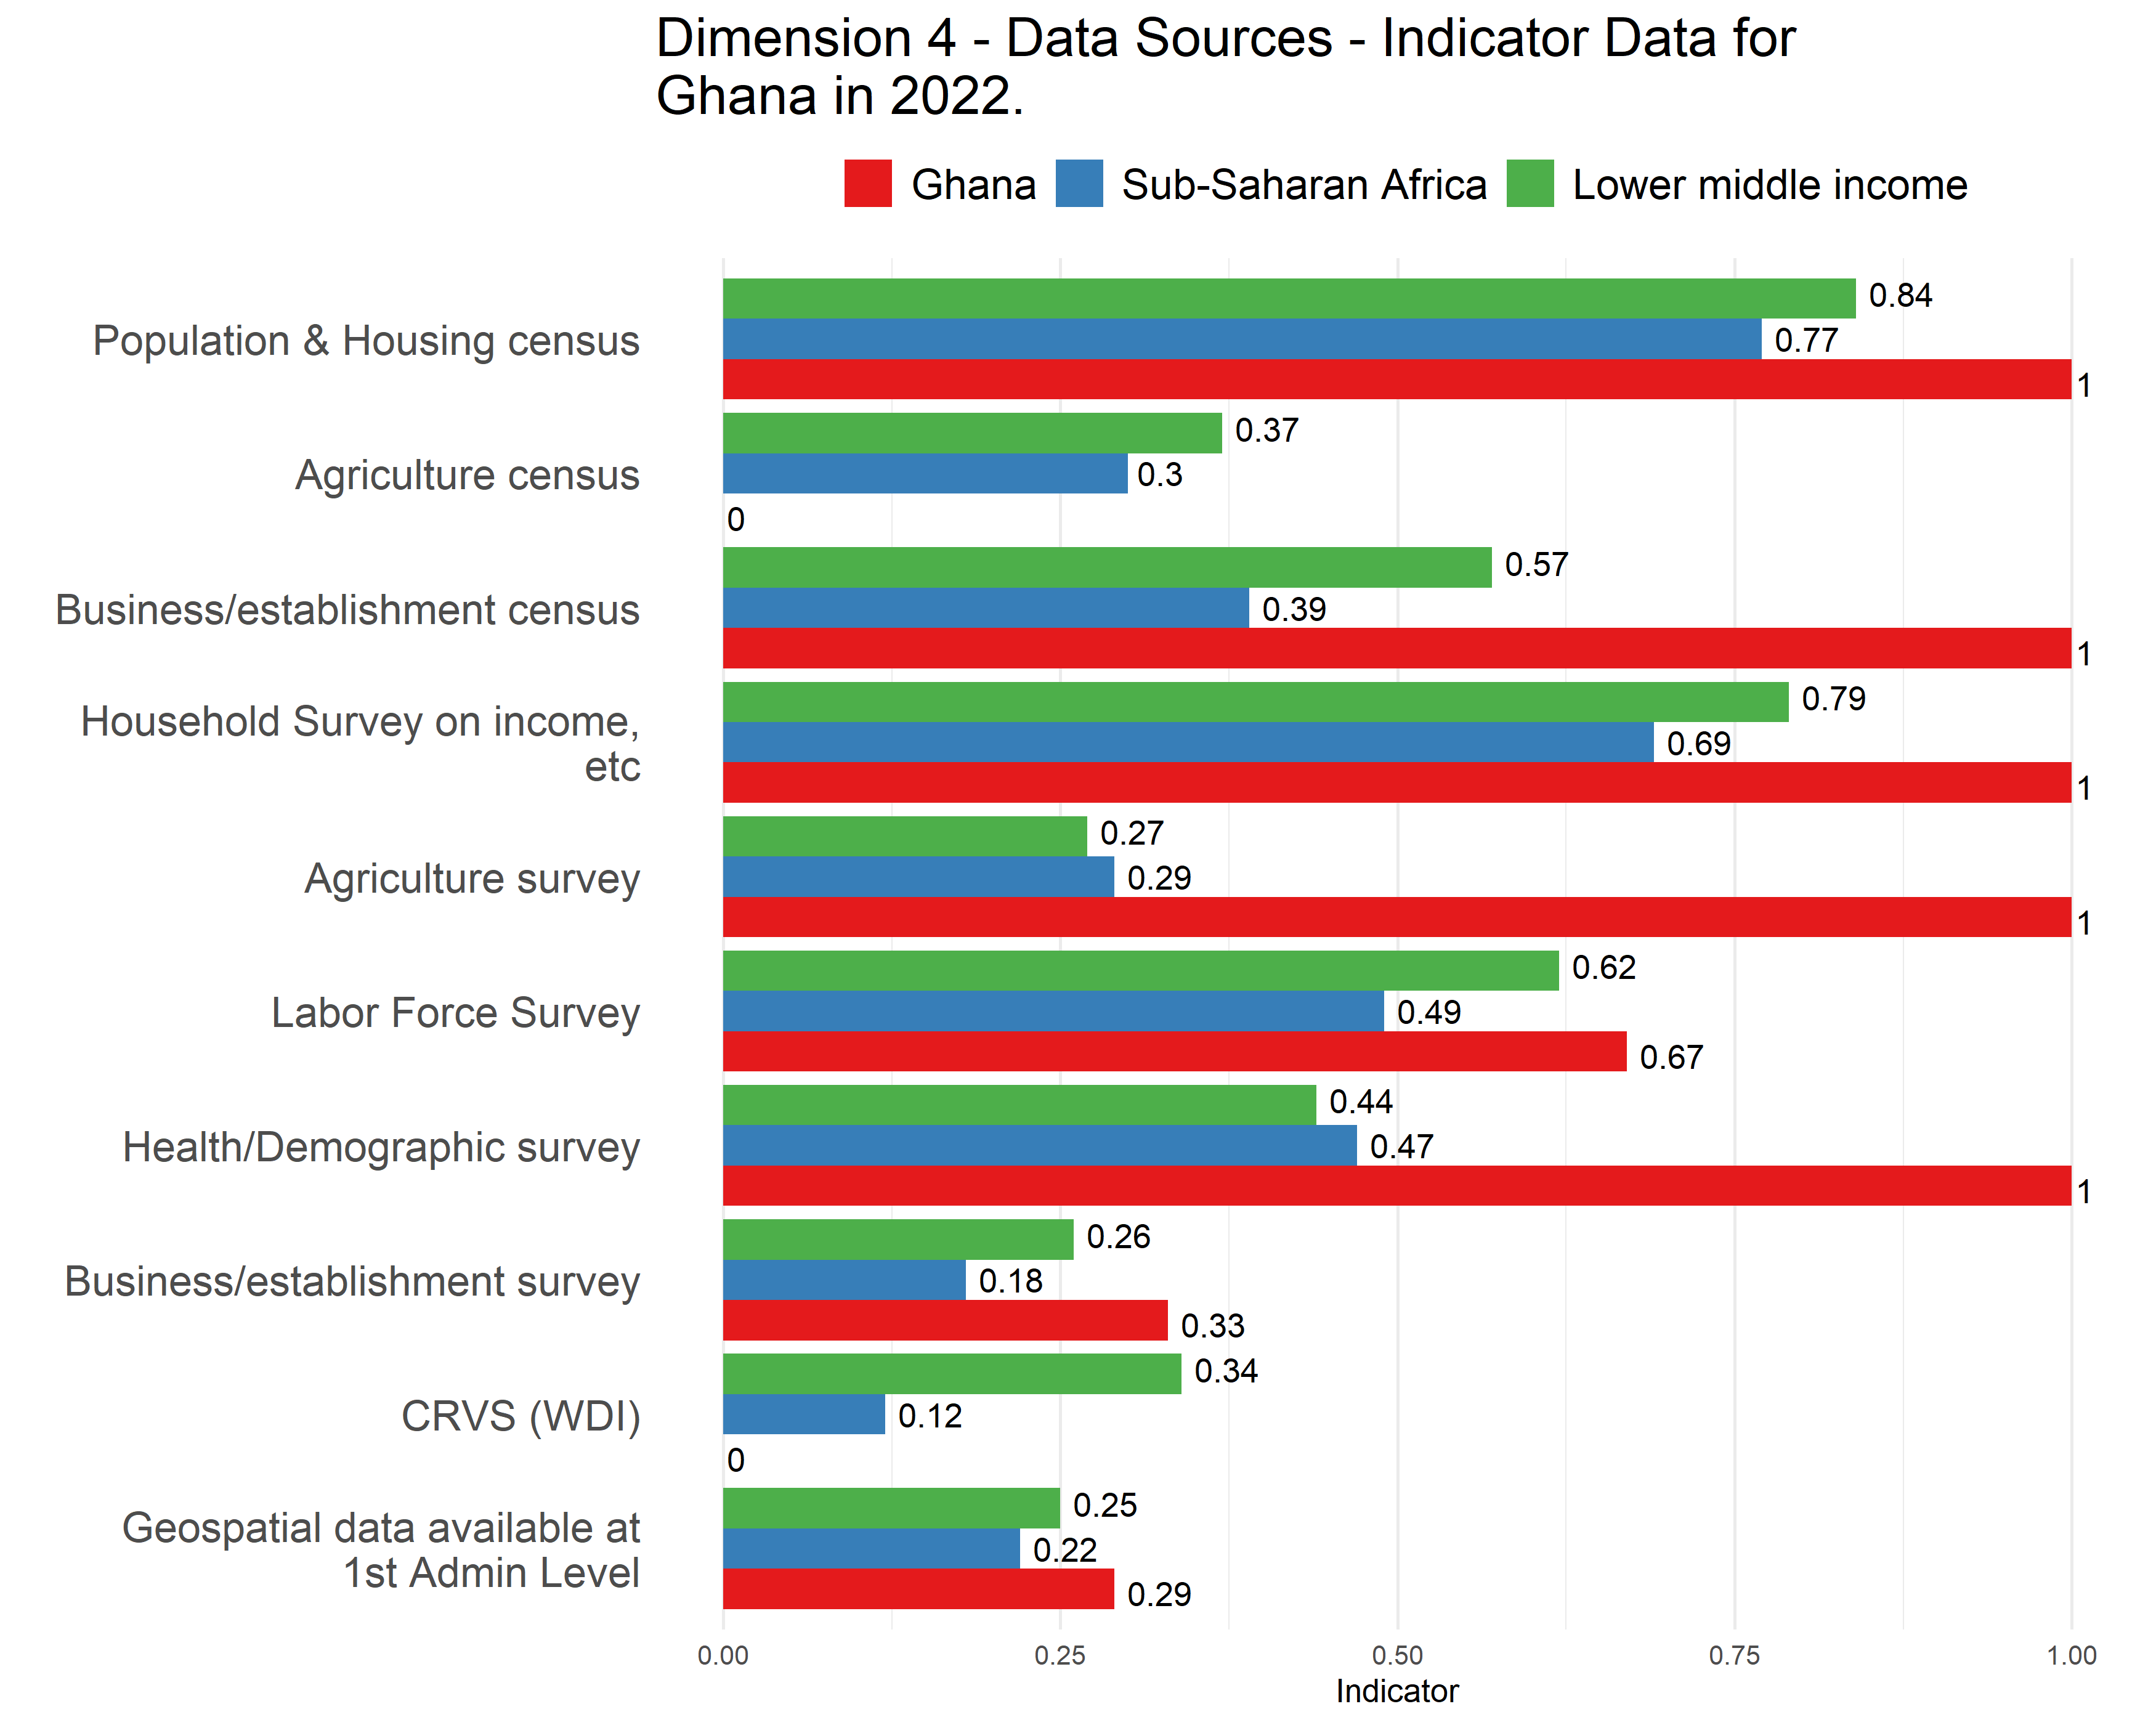 Dimension 4 - Data Sources - Indicator Data for
Ghana in 2022.
Ghana
Sub-Saharan Africa
Lower middle income
Population & Housing census
0.84
0.77
1
Agriculture census
0.37
0.3
0
Business/establishment census
0.57
0.39
1
Household Survey on income,
etc
0.79
0.69
1
Agriculture survey
0.27
0.29
1
Labor Force Survey
0.62
0.49
0.67
Health/Demographic survey
0.44
0.47
1
Business/establishment survey
0.26
0.18
0.33
CRVS (WDI)
0.34
0.12
0
Geospatial data available at
1st Admin Level
0.25
0.22
0.29
0.00
0.25
0.50
0.75
1.00
Indicator